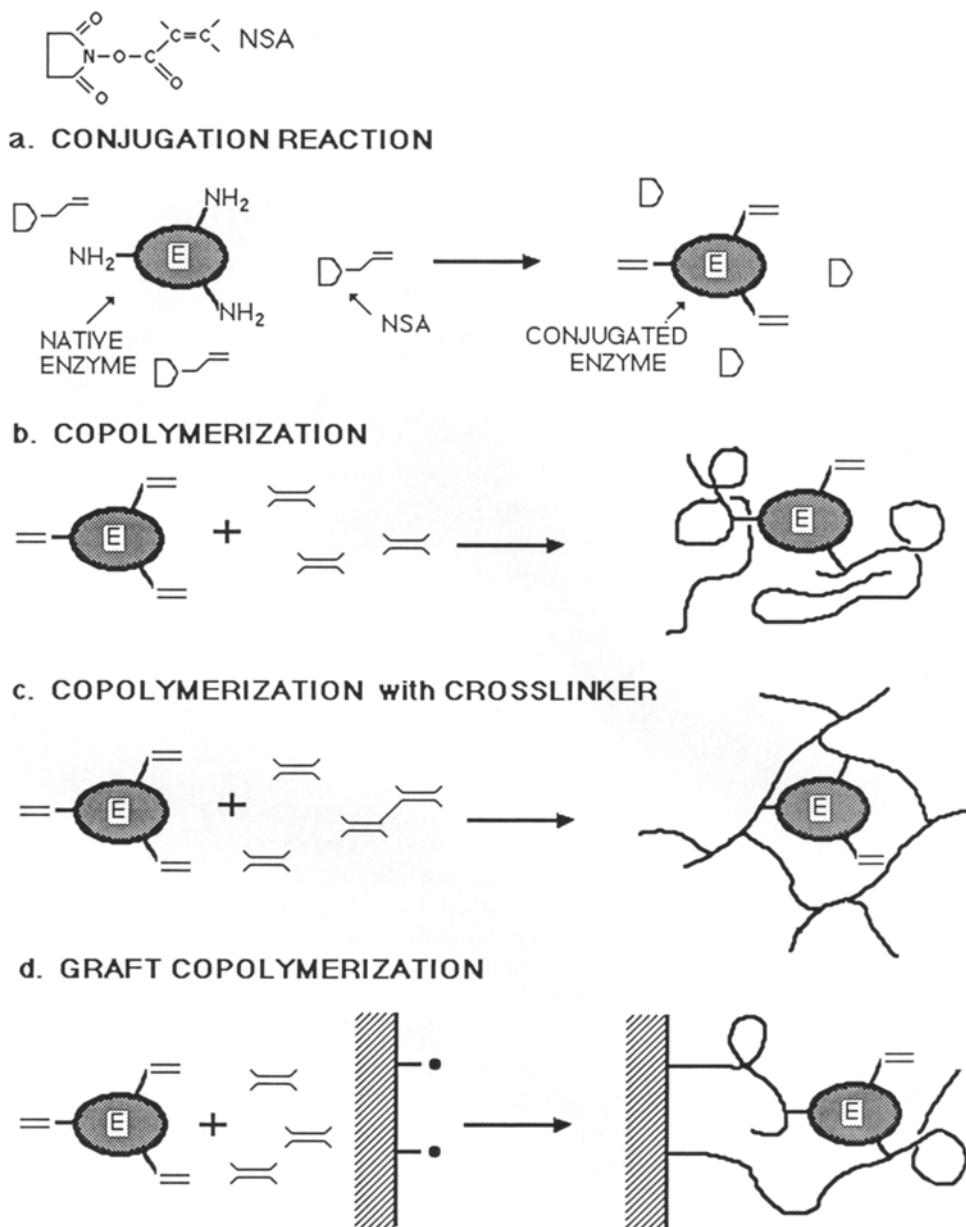 O
N-O-C
C=C
O
O
NSA
a. CONJUGATION REACTION
NH2
NH2
E
NH2
NATIVE
ENZYME
NSA
E
CONJUGATED
ENZYME
b. COPOLYMERIZATION
E
+
E
c. COPOLYMERIZATION with CROSSLINKER
E
+
E
d. GRAFT COPOLYMERIZATION
E
+
E